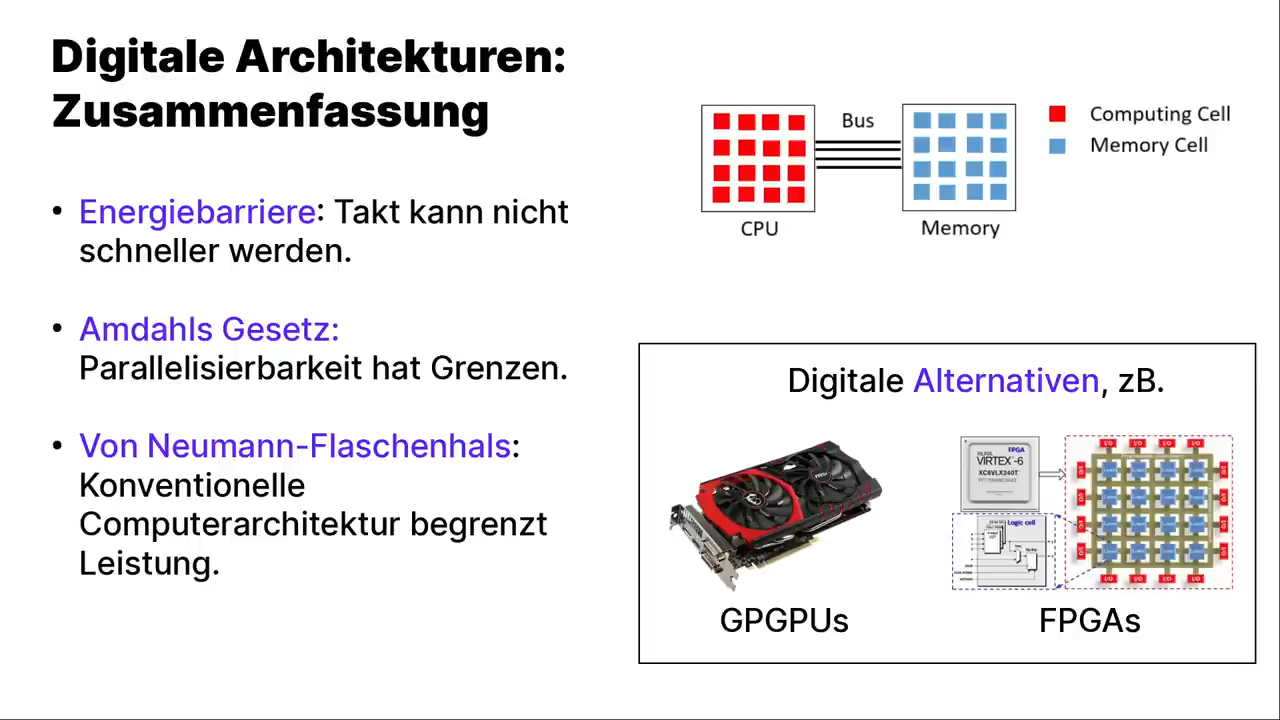 Digitale Architekturen:
Zusammenfassung
• Energiebarriere: Takt kann nicht
schneller werden.
• Amdahls Gesetz:
Parallelisierbarkeit hat Grenzen.
• Von Neumann-Flaschenhals:
Konventionelle
Computerarchitektur begrenzt
Leistung.
Bus
CPU
Memory
Computing Cell
Memory Cell
Digitale Alternativen, zB.
GPGPUs
FPGA
XILINX
VIRTEX-6
XC6VLX240T
Logic cell
I/O I/O I/O I/O
I/O I/O
I/O I/O
I/O I/O
I/O I/O
I/O I/O I/O I/O
FPGAs